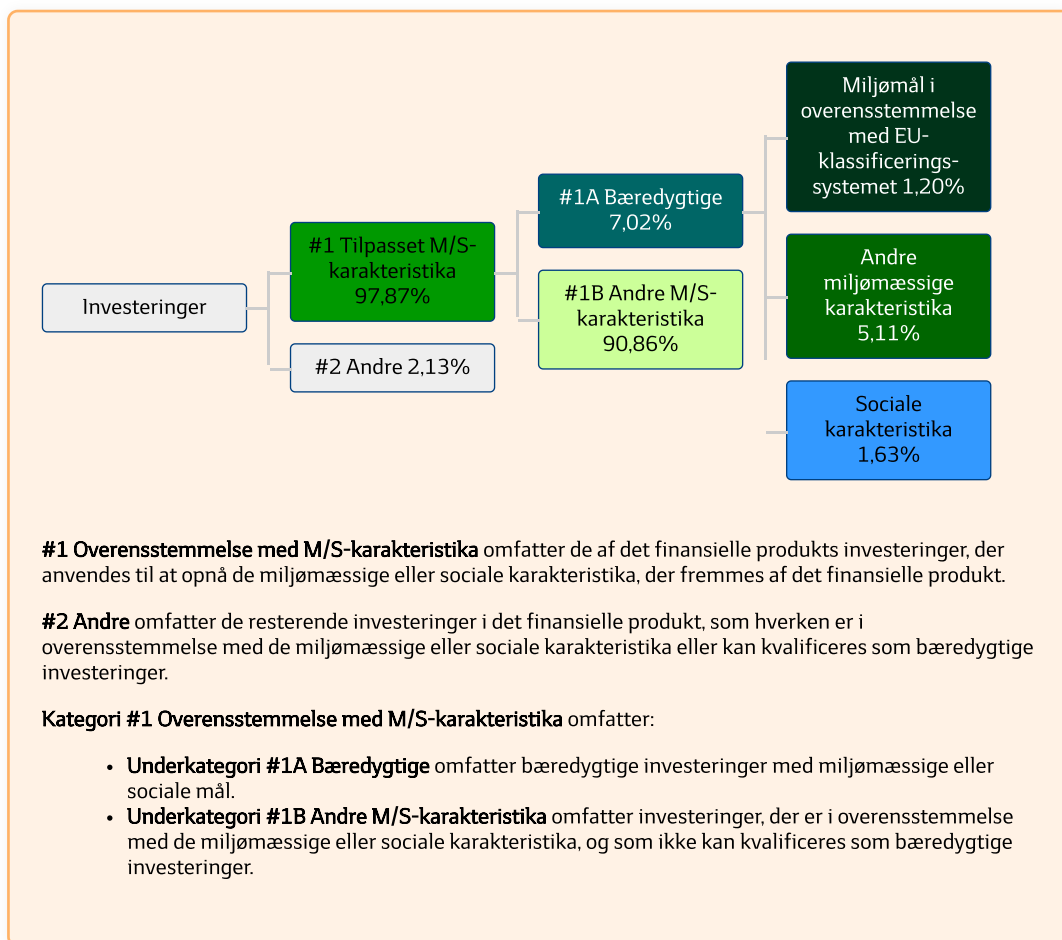 Investeringer
#1 Tilpasset M/S-
karakteristika
97,87%
#2 Andre 2,13%
#1A Bæredygtige
7,02%
#1B Andre M/S-
karakteristika
90,86%
Miljømål i
overensstemmelse
med EU-
klassificerings-
systemet 1,20%
Andre
miljømæssige
karakteristika
5,11%
Sociale
karakteristika
1,63%
#1 Overensstemmelse med M/S-karakteristika omfatter de af det finansielle produkts investeringer, der
anvendes til at opnå de miljømæssige eller sociale karakteristika, der fremmes af det finansielle produkt.
#2 Andre omfatter de resterende investeringer i det finansielle produkt, som hverken er i
overensstemmelse med de miljømæssige eller sociale karakteristika eller kan kvalificeres som bæredygtige
investeringer.
Kategori #1 Overensstemmelse med M/S-karakteristika omfatter:
• Underkategori #1A Bæredygtige omfatter bæredygtige investeringer med miljømæssige eller
sociale mål.
• Underkategori #1B Andre M/S-karakteristika omfatter investeringer, der er i overensstemmelse
med de miljømæssige eller sociale karakteristika, og som ikke kan kvalificeres som bæredygtige
investeringer.